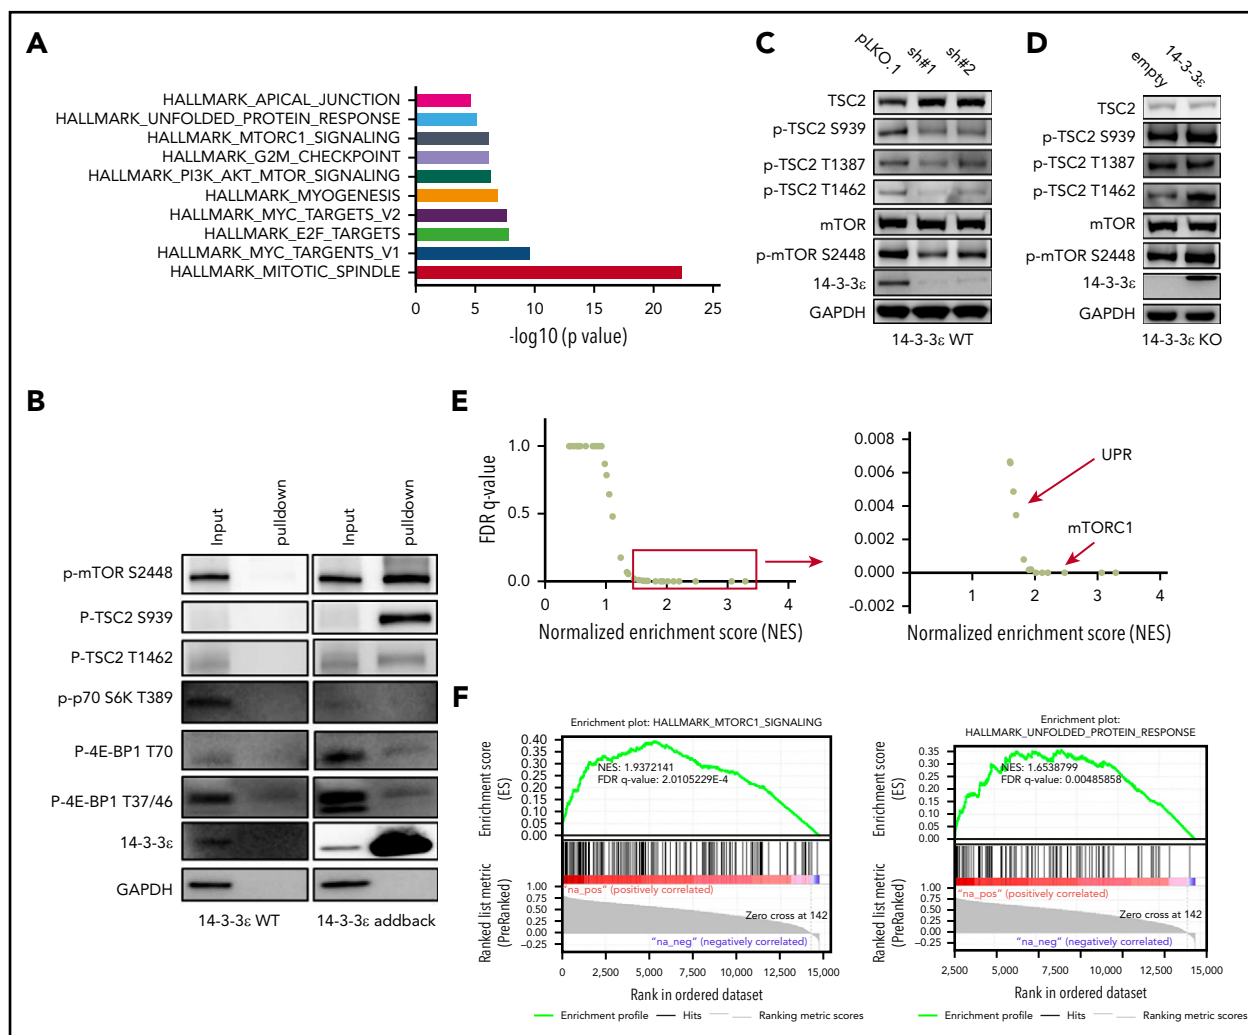 A
HALLMARK_APICAL_JUNCTION
HALLMARK_UNFOLDED_PROTEIN_RESPONSE
HALLMARK_MTORC1_SIGNALING
HALLMARK_G2M_CHECKPOINT
HALLMARK_PI3K_AKT_MTOR_SIGNALING
HALLMARK_MYOGENESIS
HALLMARK_MYC_TARGETS_V2
HALLMARK_E2F_TARGETS
HALLMARK_MYC_TARGENTS_V1
HALLMARK_MITOTIC_SPINDLE
0 5 10 15 20 25
-log10 (p value)
C
pLKO.1 sh#1 sh#2
TSC2
p-TSC2 S939
p-TSC2 T1387
p-TSC2 T1462
mTOR
p-mTOR S2448
14-3-3ε
GAPDH
14-3-3ε WT
D
empty 14-3-3ε
TSC2
p-TSC2 S939
p-TSC2 T1387
p-TSC2 T1462
mTOR
p-mTOR S2448
14-3-3ε
GAPDH
14-3-3ε KO
B
Input pulldown Input pulldown
p-mTOR S2448
P-TSC2 S939
P-TSC2 T1462
p-p70 S6K T389
P-4E-BP1 T70
P-4E-BP1 T37/46
14-3-3ε
GAPDH
14-3-3ε WT 14-3-3ε addback
E
FDR q-value
1.0
0.5
0.0
0 1 2 3 4
Normalized enrichment score (NES)
0.008
0.006
0.004
0.002
0.000
-0.002
UPR
mTORC1
1 2 3 4
Normalized enrichment score (NES)
F
Enrichment plot: HALLMARK_MTORC1_SIGNALING
Enrichment score
(ES)
0.40
0.35
0.30
0.25
0.20
0.15
0.10
0.05
0.00
NES: 1.9372141
FDR q-value: 2.0105229E-4
Ranked list metric
(PreRanked)
1.00
0.75
0.50
0.25
0.00
−0.25
"na_pos" (positively correlated)
Zero cross at 142
"na_neg" (negatively correlated)
0 2,500 5,000 7,500 10,000 12,500 15,000
Rank in ordered dataset
Enrichment profile Hits Ranking metric scores
Enrichment plot:
HALLMARK_UNFOLDED_PROTEIN_RESPONSE
Enrichment score
(ES)
0.35
0.30
0.25
0.20
0.15
0.10
0.05
0.00
NES: 1.6538799
FDR q-value: 0.00485858
Ranked list metric
(PreRanked)
1.00
0.75
0.50
0.25
0.00
−0.25
"na_pos" (positively correlated)
Zero cross at 142
"na_neg" (negatively correlated)
2,500 5,000 7,500 10,000 12,500 15,000
Rank in ordered dataset
Enrichment profile Hits Ranking metric scores